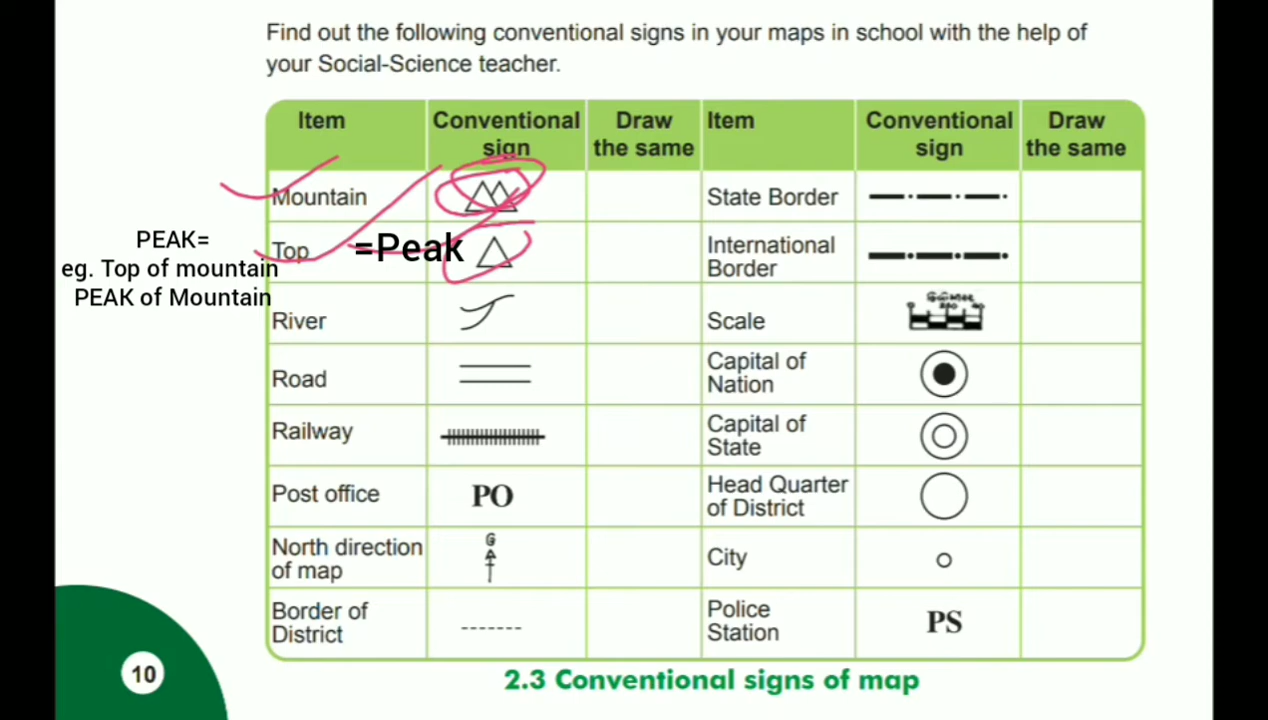 Find out the following conventional signs in your maps in school with the help of
your Social-Science teacher.
Item Conventional sign Draw the same Item Conventional sign Draw the same
Mountain State Border
PEAK=
eg. Top of mountain
PEAK of Mountain
Top =Peak International Border
River Scale
Road Capital of Nation
Railway Capital of State
Post office PO Head Quarter of District
North direction of map City
Border of District Police Station PS
10
2.3 Conventional signs of map